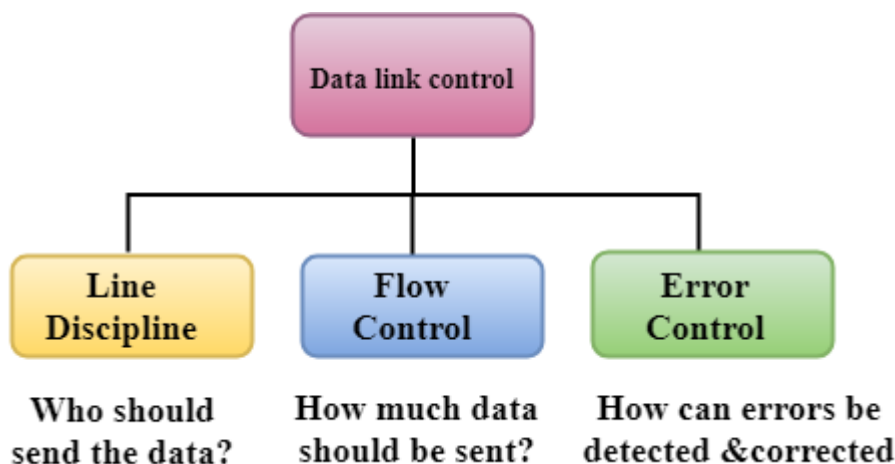 Data link control
Line
Discipline
Flow
Control
Error
Control
Who should
send the data?
How much data
should be sent?
How can errors be
detected &corrected